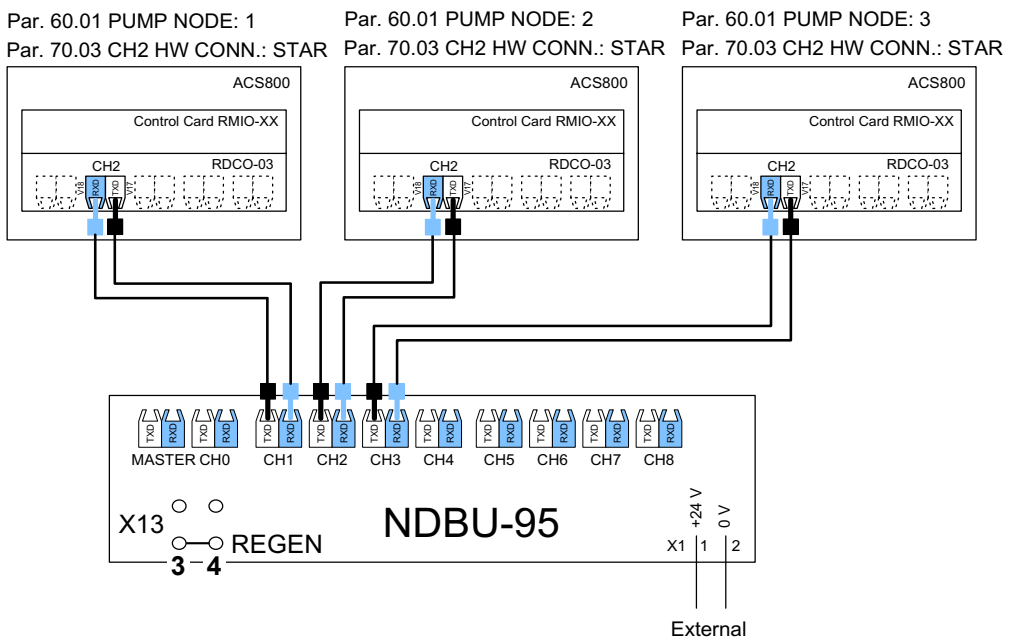 Par. 60.01 PUMP NODE: 1
Par. 70.03 CH2 HW CONN.: STAR
Par. 60.01 PUMP NODE: 2
Par. 70.03 CH2 HW CONN.: STAR
Par. 60.01 PUMP NODE: 3
Par. 70.03 CH2 HW CONN.: STAR
ACS800
Control Card RMIO-XX
CH2
RDCO-03
V18 RXD TXD V17
ACS800
Control Card RMIO-XX
CH2
RDCO-03
V18 RXD TXD V17
ACS800
Control Card RMIO-XX
CH2
RDCO-03
V18 RXD TXD V17
TXD RXD TXD RXD TXD RXD TXD RXD TXD RXD TXD RXD TXD RXD TXD RXD TXD RXD TXD RXD
MASTER CH0 CH1 CH2 CH3 CH4 CH5 CH6 CH7 CH8
X13
REGEN
3 4
NDBU-95
+24 V
0 V
X1 1 2
External